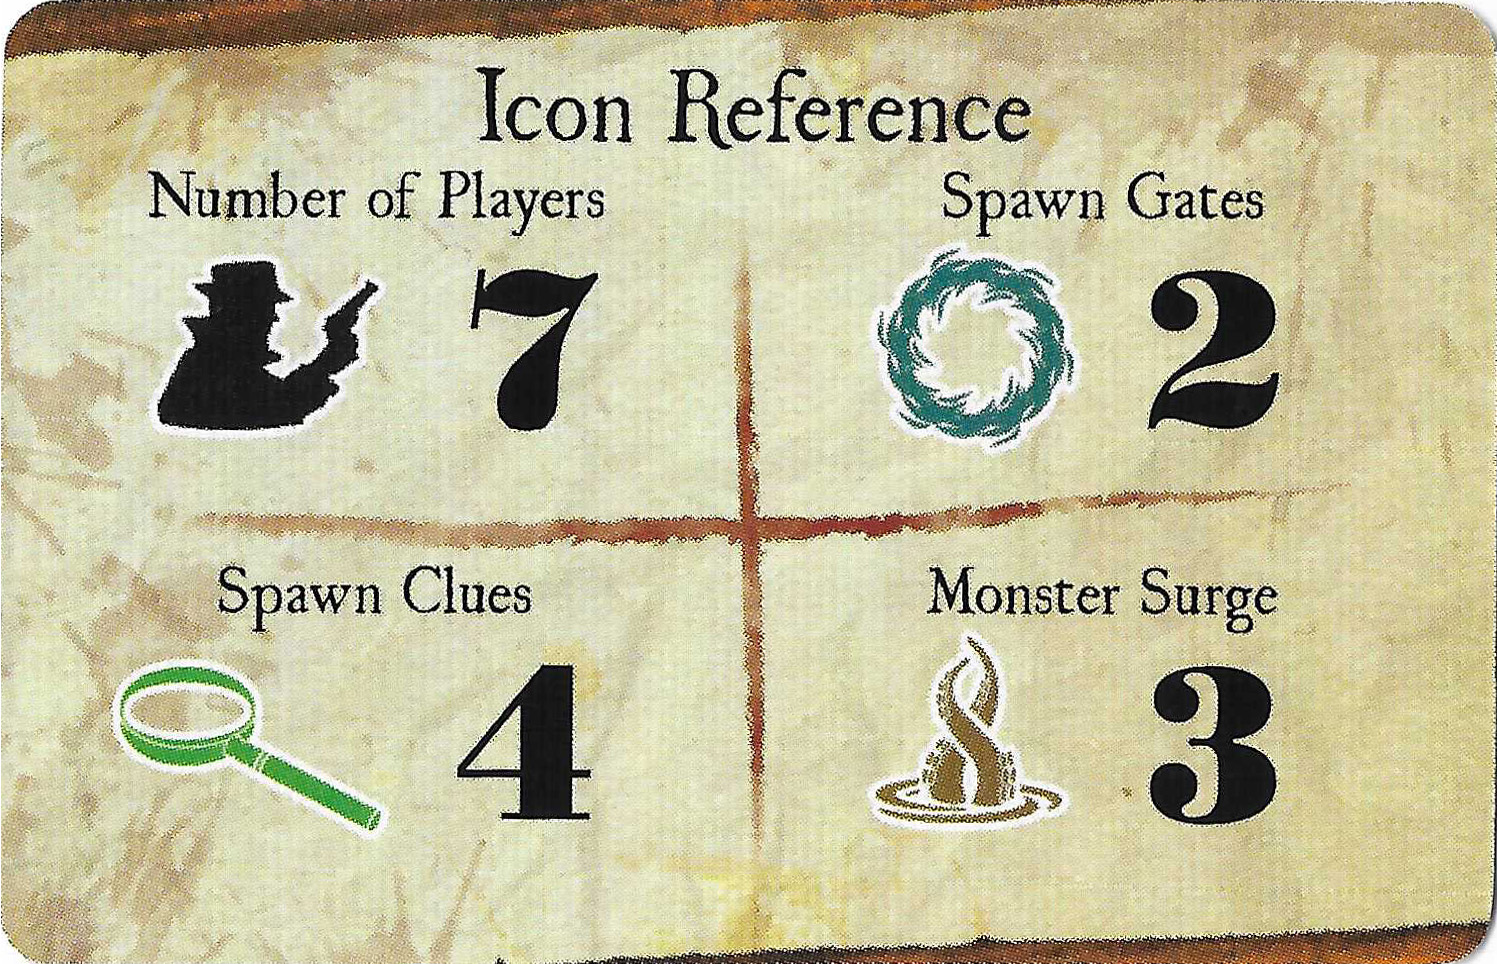 Icon Reference
Number of Players
7
Spawn Gates
2
Spawn Clues
4
Monster Surge
3